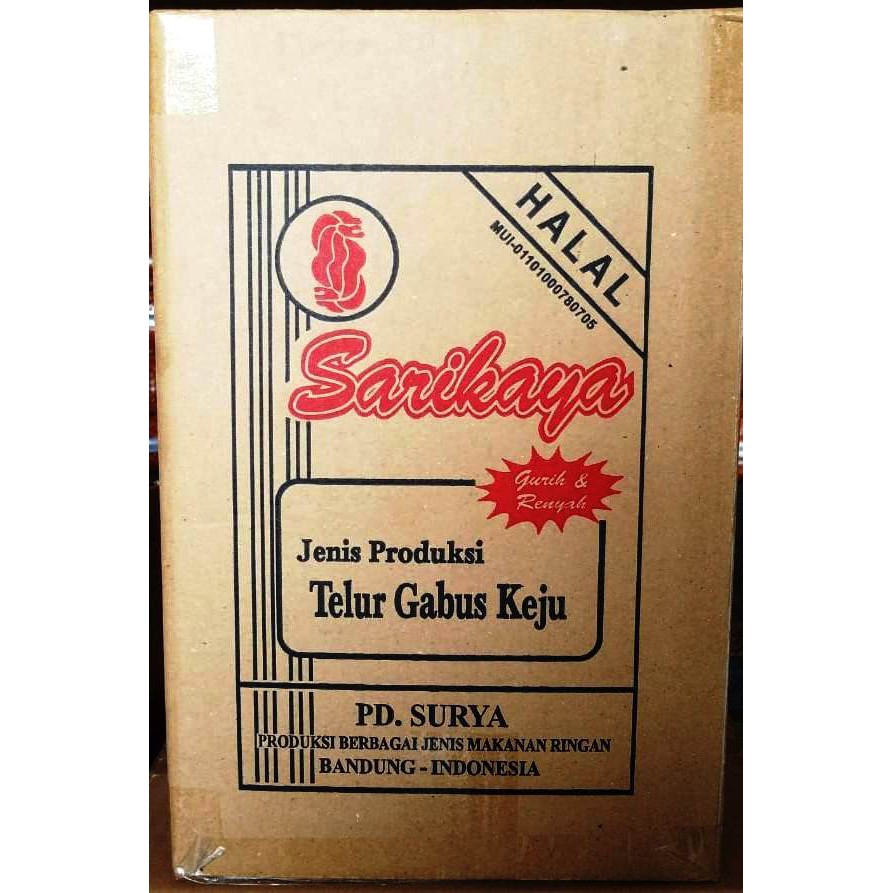 HALAL
MUI-01101000780705
Sarikaya
Gurih &
Renyah
Jenis Produksi
Telur Gabus Keju
PD. SURYA
PRODUKSI BERBAGAI JENIS MAKANAN RINGAN
BANDUNG - INDONESIA